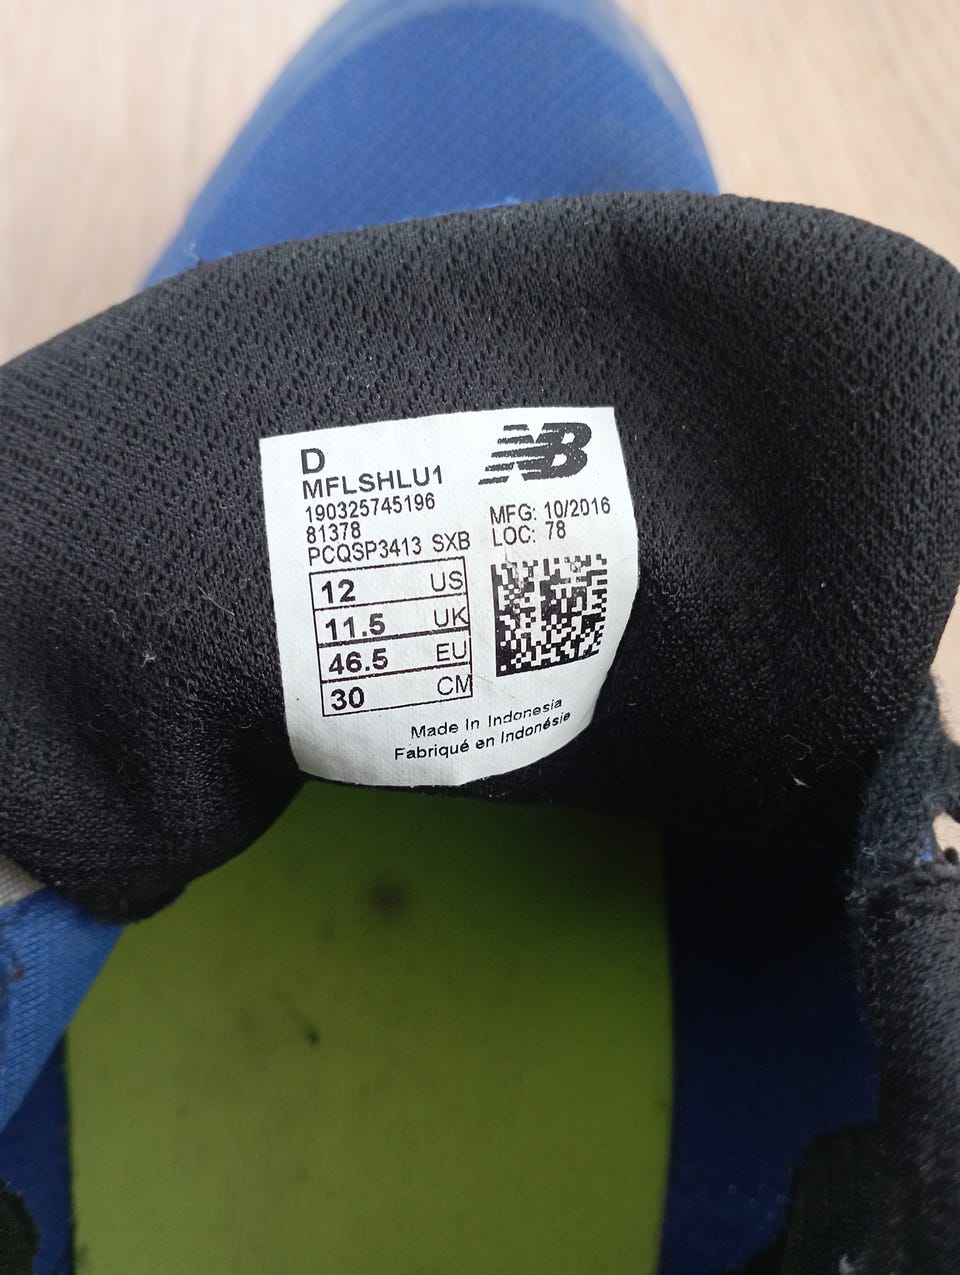 D
MFLSHLU1
190325745196
81378
PCQSP3413 SXB
12 US
11.5 UK
46.5 EU
30 CM
NB
MFG: 10/2016
LOC: 78
Made In Indonesia
Fabriqué en Indonésie